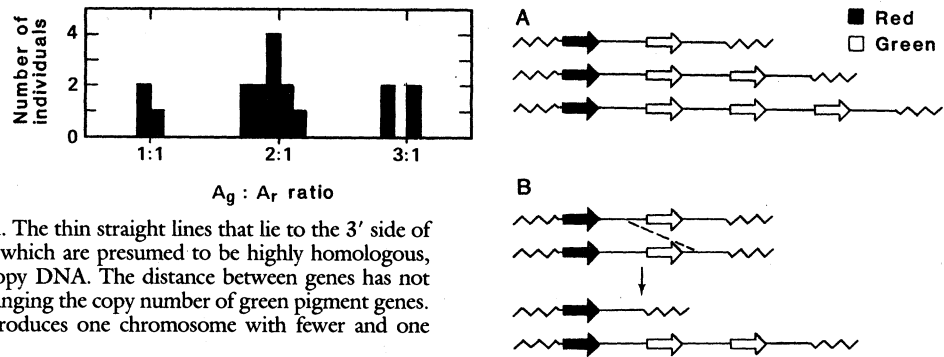 Number of
individuals
4
2
0
1:1 2:1 3:1
Ag : Ar ratio
. The thin straight lines that lie to the 3' side of
which are presumed to be highly homologous,
opy DNA. The distance between genes has not
nging the copy number of green pigment genes.
roduces one chromosome with fewer and one
A
Red
Green
B